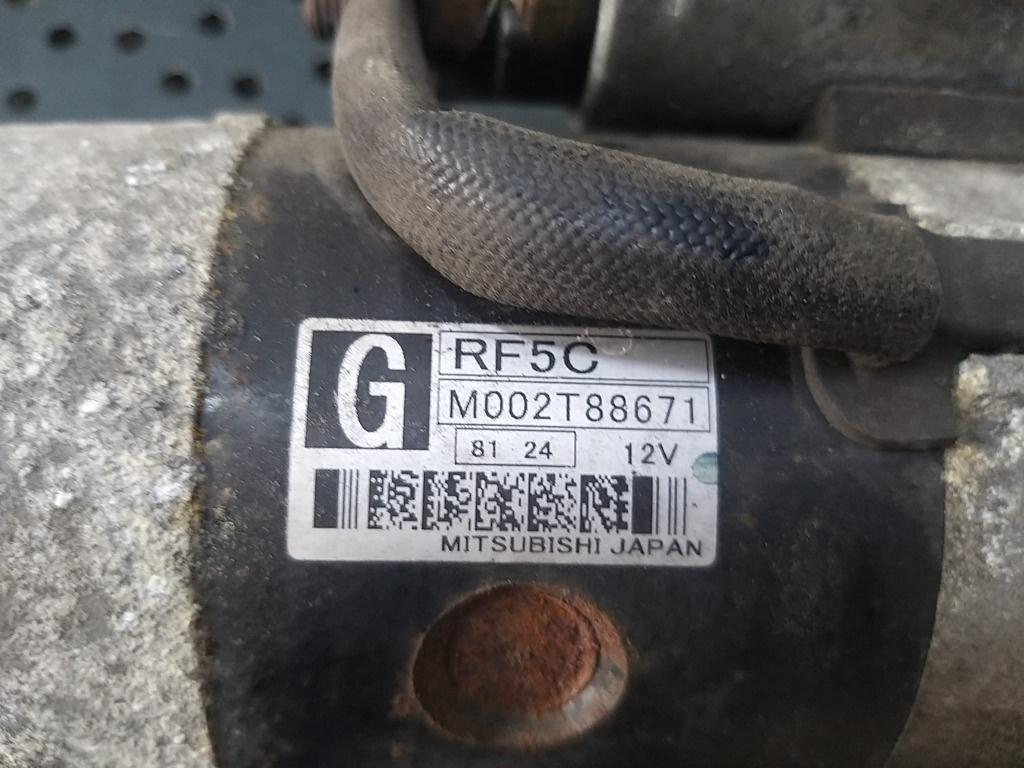 G
RF5C
M002T88671
81 24
12V
MITSUBISHI JAPAN